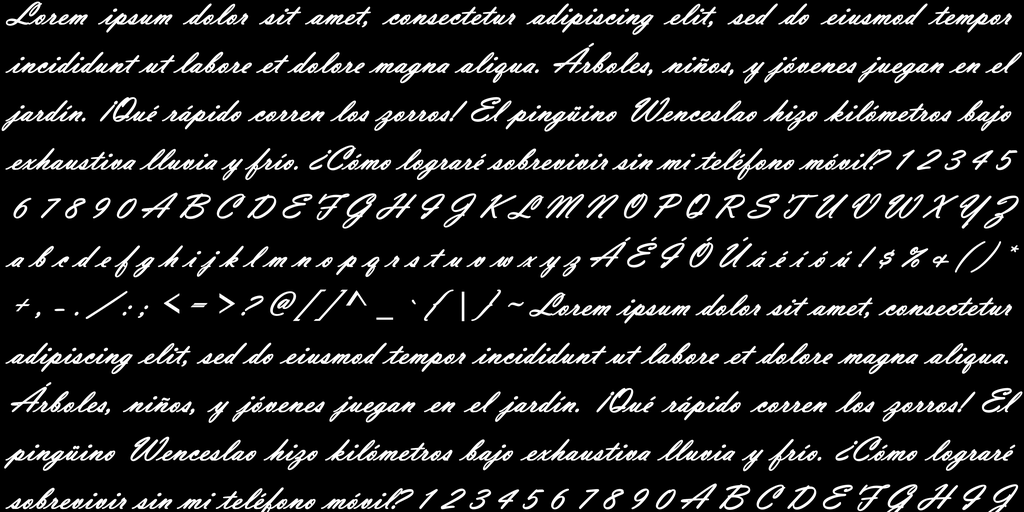 Lorem ipsum dolor sit amet, consectetur adipiscing elit, sed do eiusmod tempor
incididunt ut labore et dolore magna aliqua. Árboles, niños, y jóvenes juegan en el
jardín. ¡Qué rápido corren los zorros! El pingüino Wenceslao hizo kilómetros bajo
exhaustiva lluvia y frío. ¿Cómo lograré sobrevivir sin mi teléfono móvil? 1 2 3 4 5
6 7 8 9 0 A B C D E F G H I J K L M N O P Q R S T U V W X Y Z
a b c d e f g h i j k l m n o p q r s t u v w x y z Á É Í Ó Ú á é í ó ú ! $ % & ( ) *
+ , - . / : ; < = > ? @ [ ] ^ _ ` { | } ~ Lorem ipsum dolor sit amet, consectetur
adipiscing elit, sed do eiusmod tempor incididunt ut labore et dolore magna aliqua.
Árboles, niños, y jóvenes juegan en el jardín. ¡Qué rápido corren los zorros! El
pingüino Wenceslao hizo kilómetros bajo exhaustiva lluvia y frío. ¿Cómo lograré
sobrevivir sin mi teléfono móvil? 1 2 3 4 5 6 7 8 9 0 A B C D E F G H I J